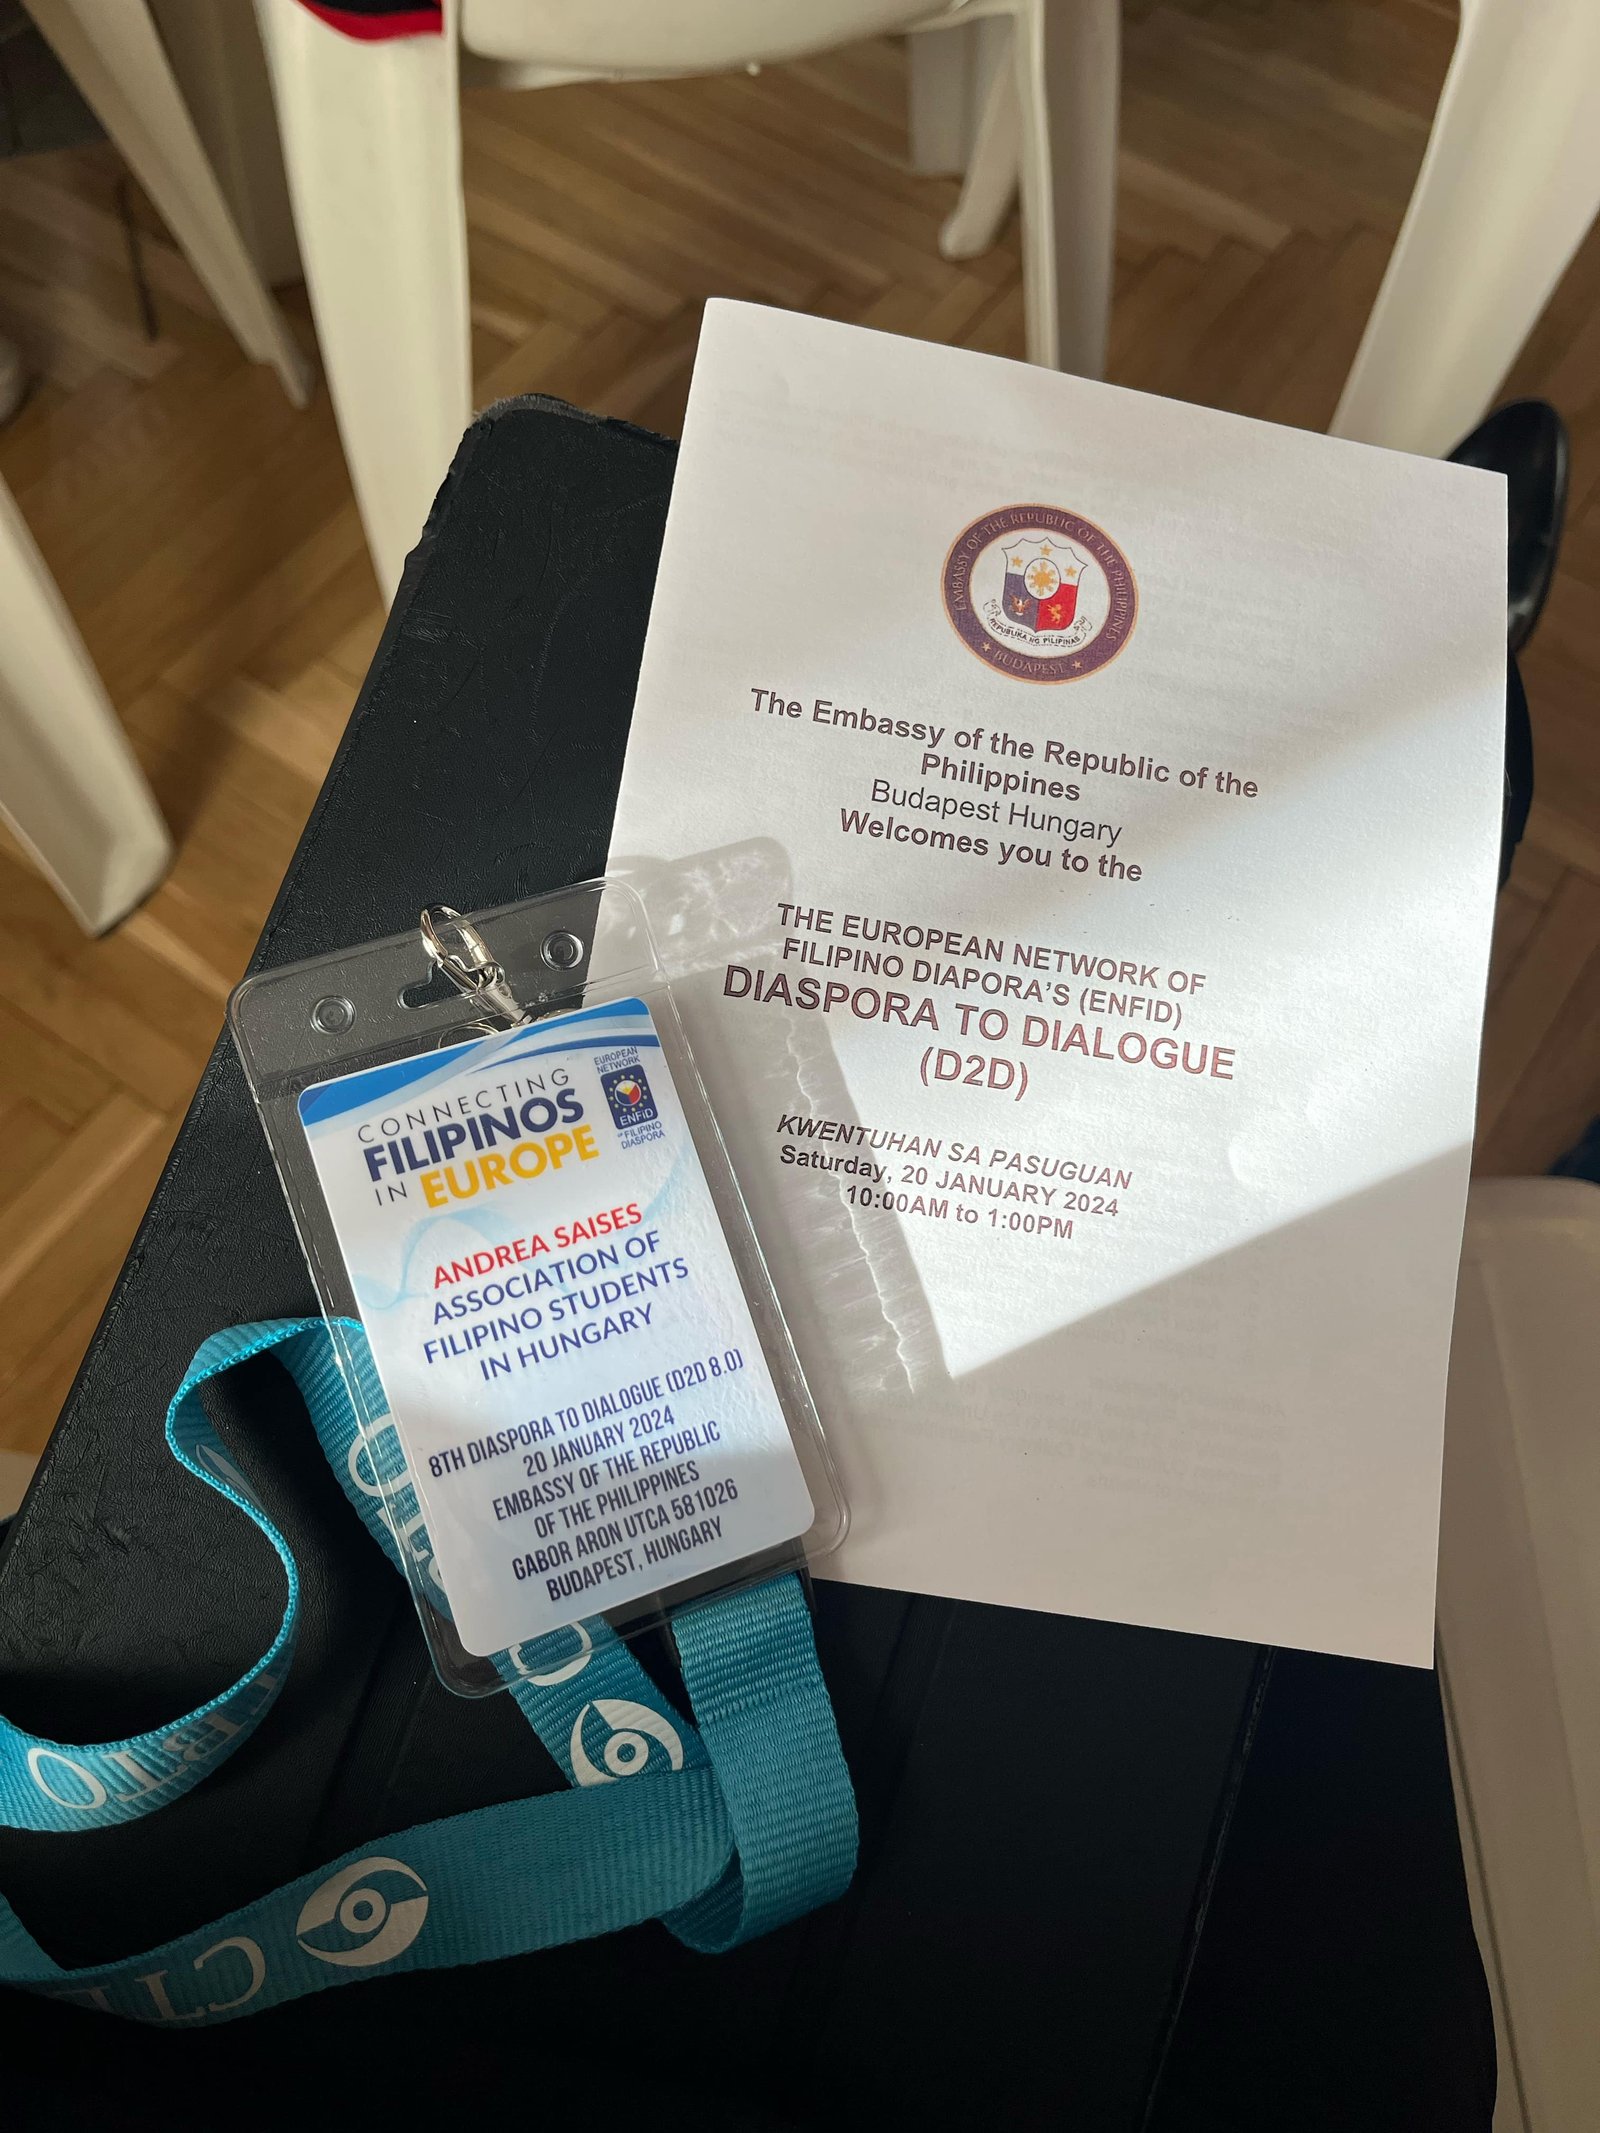 EMBASSY OF THE REPUBLIC OF THE PHILIPPINES
REPUBLIKA NG PILIPINAS
BUDAPEST
The Embassy of the Republic of the
Philippines
Budapest Hungary
Welcomes you to the
THE EUROPEAN NETWORK OF
FILIPINO DIAPORA'S (ENFID)
DIASPORA TO DIALOGUE
(D2D)
KWENTUHAN SA PASUGUAN
Saturday, 20 JANUARY 2024
10:00AM to 1:00PM
CONNECTING
FILIPINOS
IN EUROPE
EUROPEAN
NETWORK
ENFiD
OF FILIPINO
DIASPORA
ANDREA SAISES
ASSOCIATION OF
FILIPINO STUDENTS
IN HUNGARY
8TH DIASPORA TO DIALOGUE (D2D 8.0)
20 JANUARY 2024
EMBASSY OF THE REPUBLIC
OF THE PHILIPPINES
GABOR ARON UTCA 581026
BUDAPEST, HUNGARY